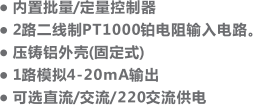 ● 内置批量/定量控制器
● 2路二线制PT1000铂电阻输入电路。
● 压铸铝外壳(固定式)
● 1路模拟4-20mA输出
● 可选直流/交流/220交流供电